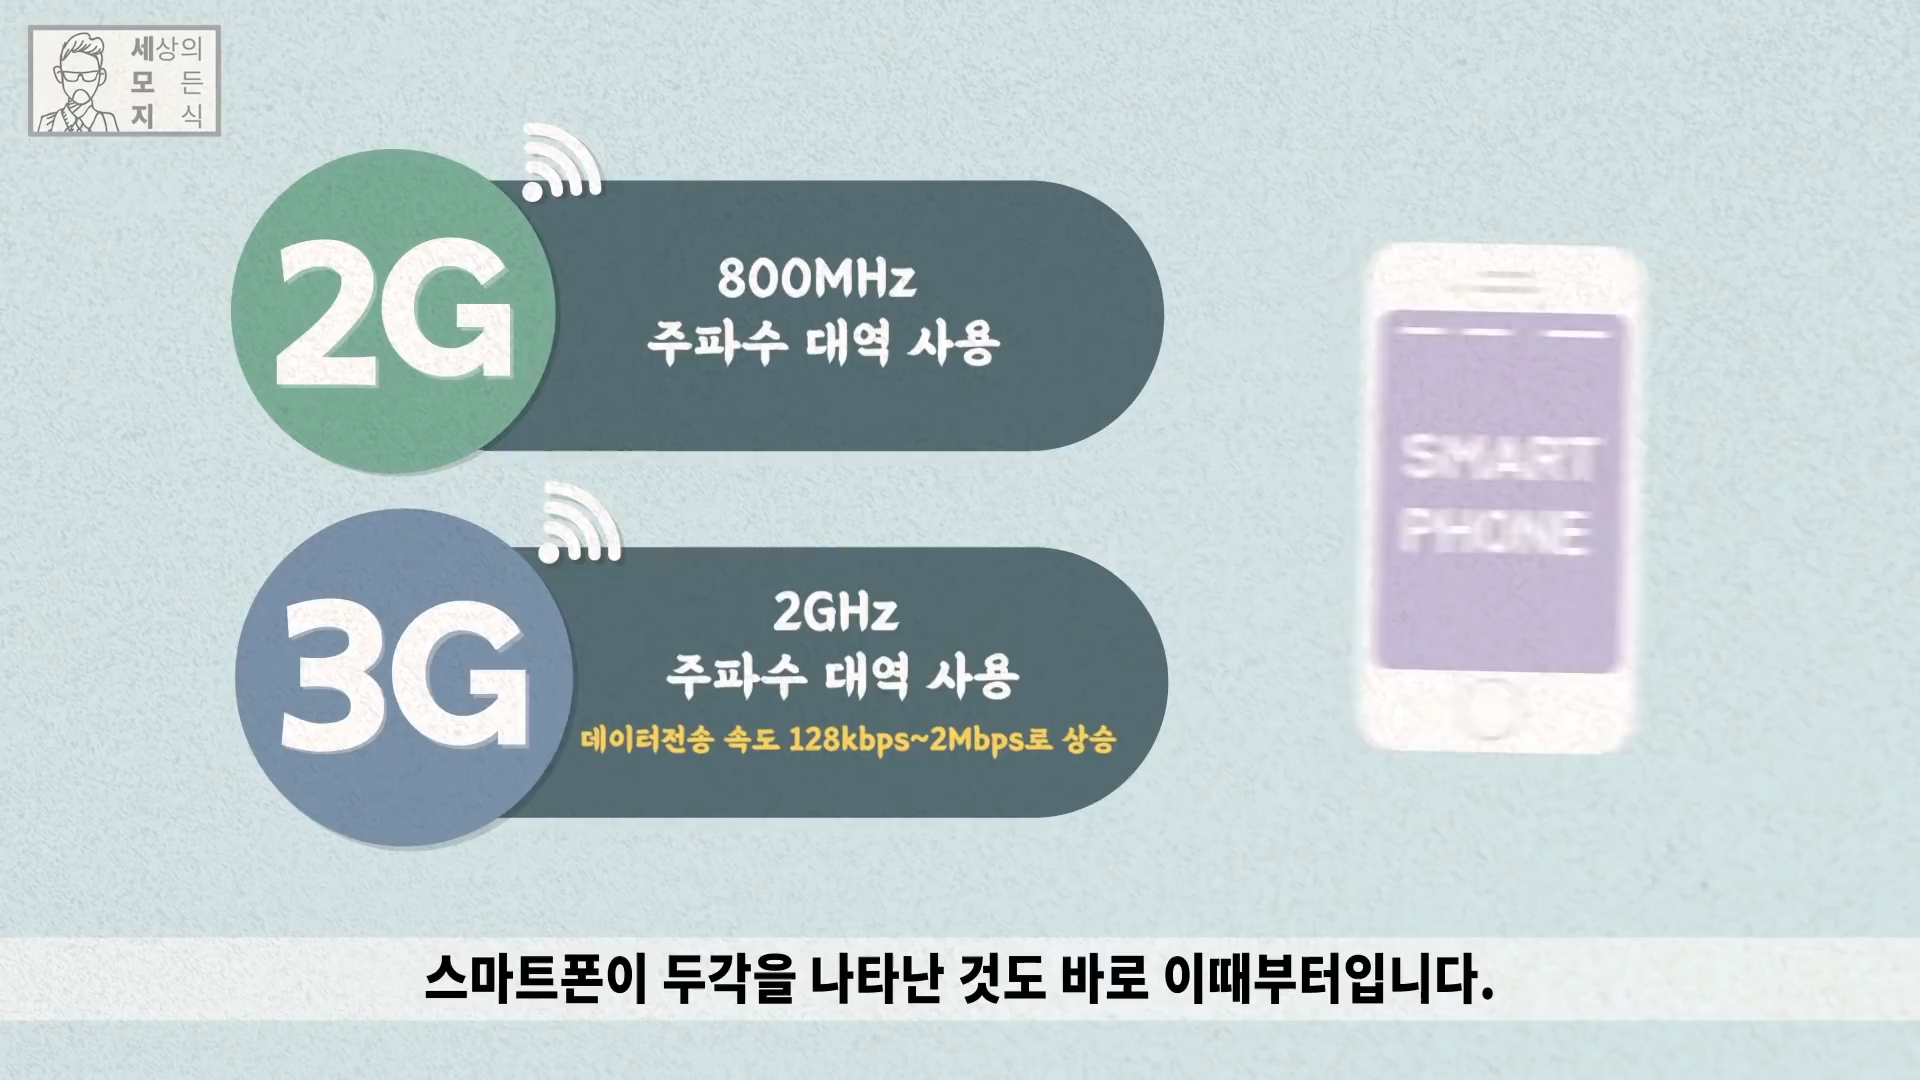 세상의
모든
지식
2G
800MHz
주파수 대역 사용
3G
2GHz
주파수 대역 사용
데이터전송 속도 128kbps~2Mbps로 상승
SMART
PHONE
스마트폰이 두각을 나타난 것도 바로 이때부터입니다.